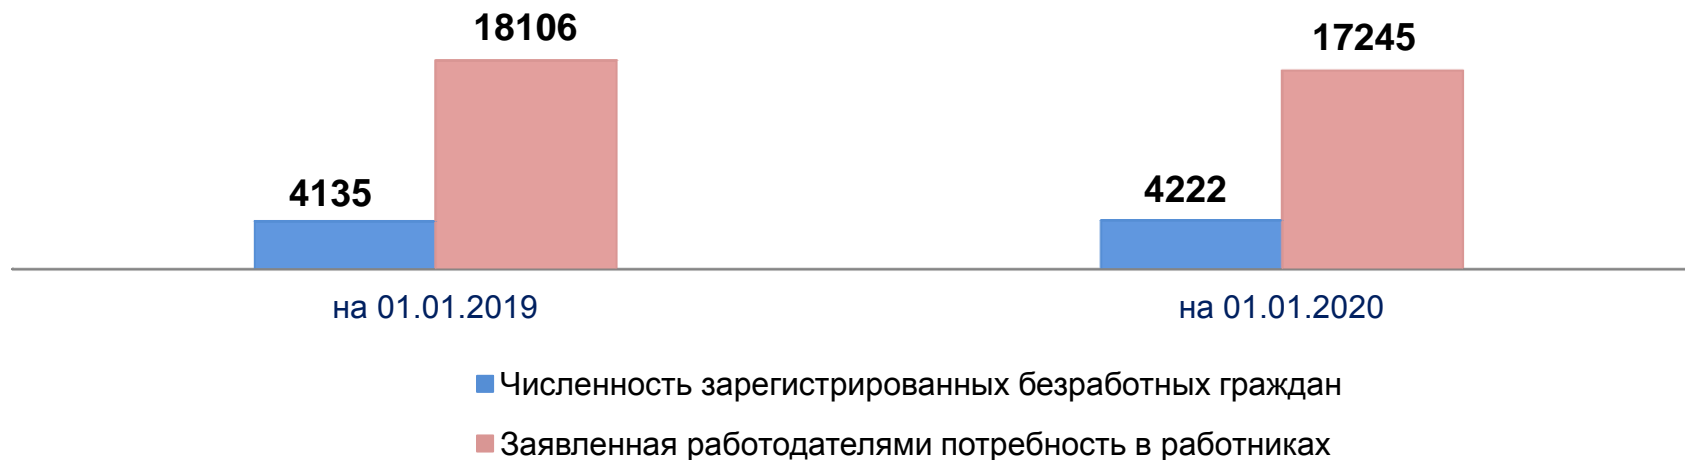 18106
17245
4135
4222
на 01.01.2019
на 01.01.2020
Численность зарегистрированных безработных граждан
Заявленная работодателями потребность в работниках